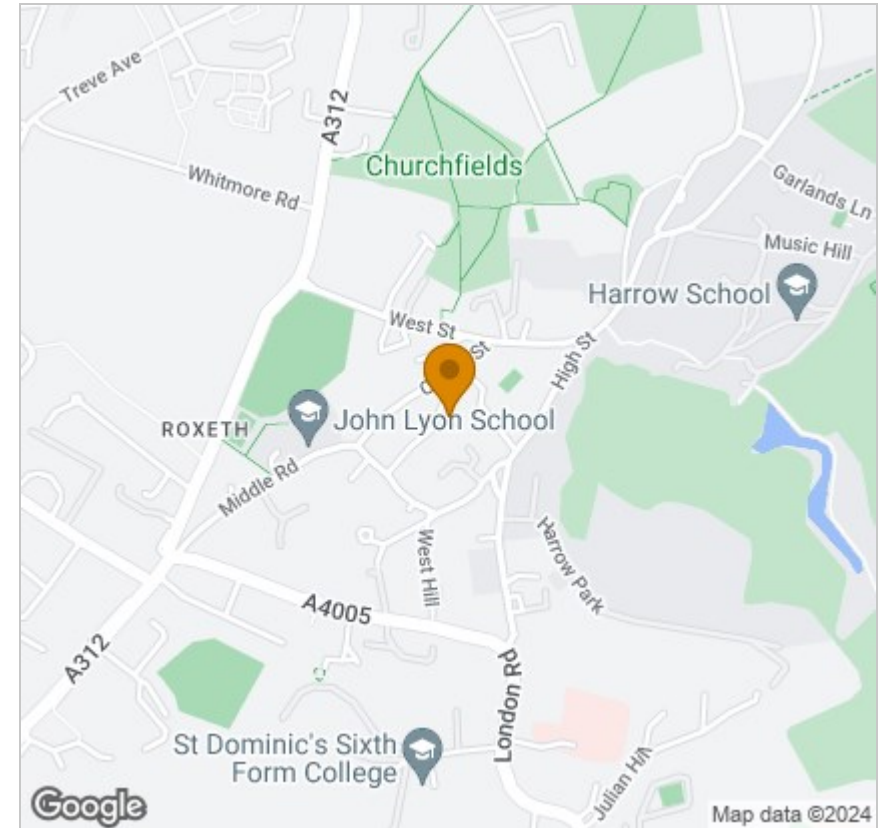 Treve Ave
A312
Churchfields
Whitmore Rd
Garlands Ln
Music Hill
Harrow School
West St
St
High St
John Lyon School
ROXETH
Middle Rd
West Hill
Harrow Park
A4005
A312
London Rd
St Dominic's Sixth
Form College
Julian Hill
Google
Map data ©2024